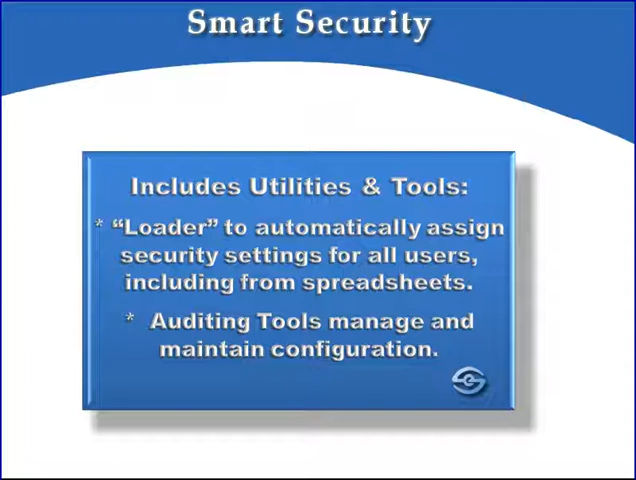 Smart Security
Includes Utilities & Tools:
* “Loader” to automatically assign
security settings for all users,
including from spreadsheets.
* Auditing Tools manage and
maintain configuration.